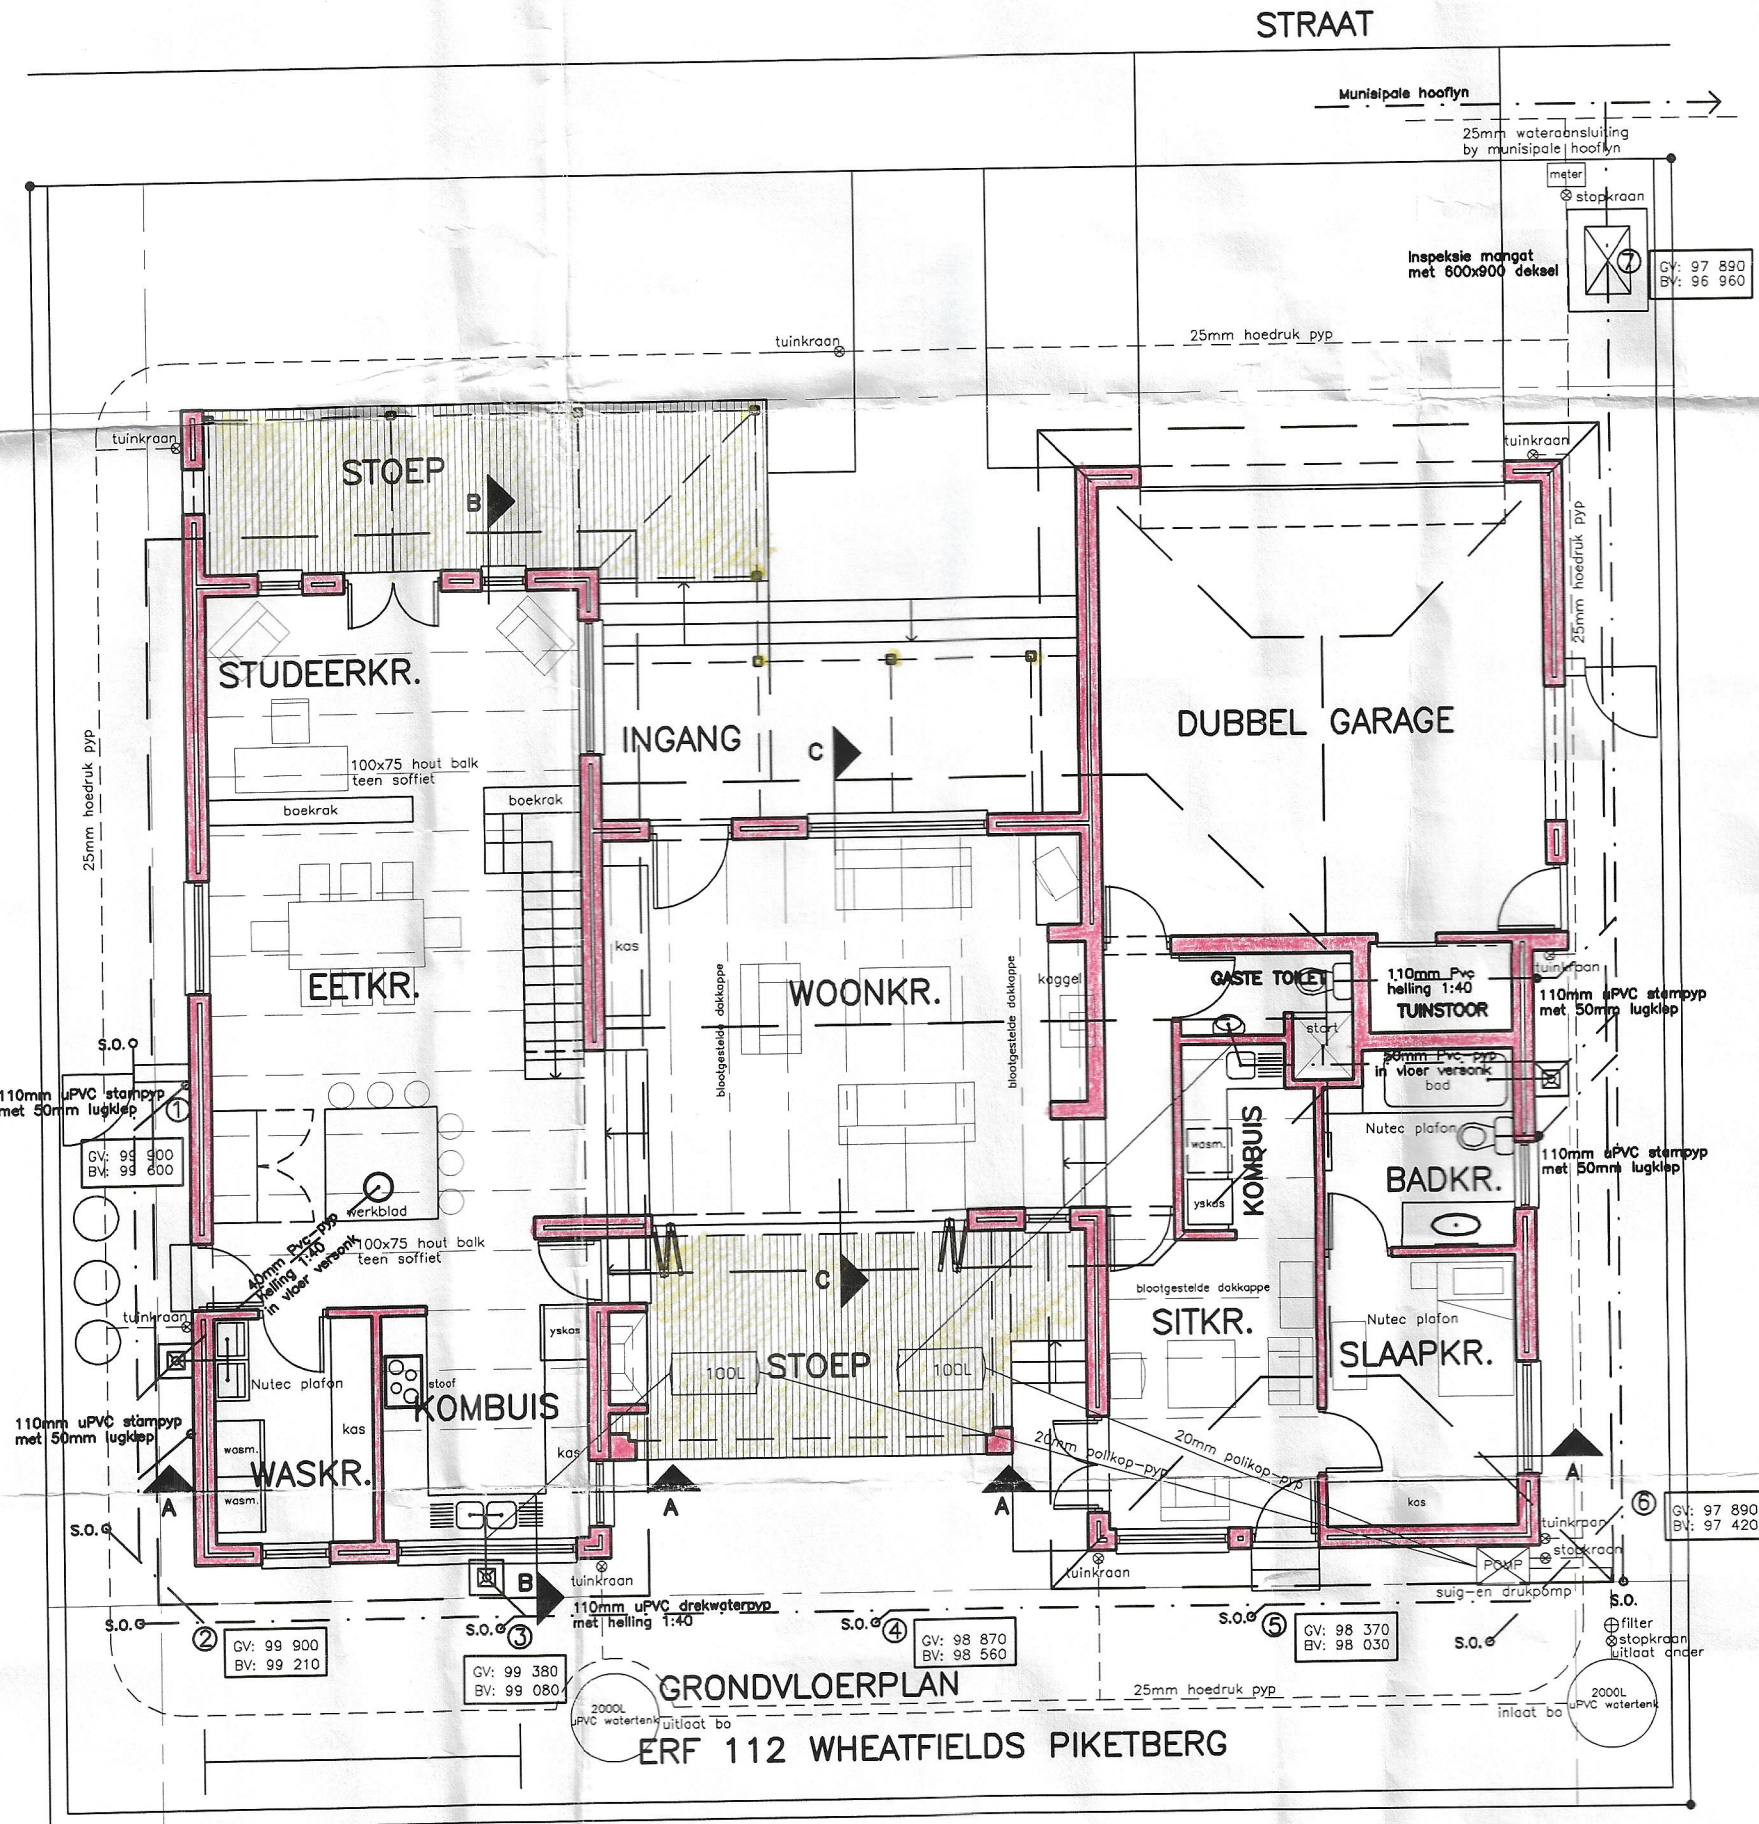 STRAAT
Munisipale hooflyn
25mm wateraansluiting
by munisipale hooflyn
meter
stopkraan
Inspeksie mangat
met 600x900 deksel
7
GV: 97 890
BV: 96 960
tuinkraan
25mm hoedruk pyp
tuinkraan
STOEP
B
tuinkraan
25mm hoedruk pyp
STUDEERKR.
INGANG
C
DUBBEL GARAGE
25mm hoedruk pyp
100x75 hout balk
teen soffiet
boekrak
boekrak
kas
EETKR.
blootgestelde dakkappe
WOONKR.
blootgestelde dakkappe
kaggel
GASTE TOILET
110mm Pvc
helling 1:40
TUINSTOOR
tuinkraan
110mm uPVC stampyp
met 50mm lugklep
stort
50mm Pvc-pyp
in vloer versonk
bad
S.O.
110mm uPVC stampyp
met 50mm lugklep
1
GV: 99 900
BV: 99 600
KOMBUIS
wasm.
yskas
Nutec plafon
BADKR.
110mm uPVC stampyp
met 50mm lugklep
werkblad
40mm Pvc-pyp
helling 1:40
in vloer versonk
100x75 hout balk
teen soffiet
C
blootgestelde dakkappe
SITKR.
Nutec plafon
SLAAPKR.
tuinkraan
yskas
Nutec plafon
stoof
KOMBUIS
100L
STOEP
100L
110mm uPVC stampyp
met 50mm lugklep
kas
kas
wasm.
WASKR.
wasm.
20mm polikop-pyp
20mm polikop-pyp
A
A
A
A
kas
6
GV: 97 890
BV: 97 420
S.O.
tuinkraan
stopkraan
POMP
suig-en drukpomp
tuinkraan
tuinkraan
B
110mm uPVC drekwaterpyp
met helling 1:40
S.O.
2
GV: 99 900
BV: 99 210
S.O.
3
GV: 99 380
BV: 99 080
S.O.
4
GV: 98 870
BV: 98 560
S.O.
5
GV: 98 370
BV: 98 030
S.O.
S.O.
filter
stopkraan
uitlaat onder
GRONDVLOERPLAN
25mm hoedruk pyp
2000L
uPVC watertenk
uitlaat bo
inlaat bo
2000L
uPVC watertenk
ERF 112 WHEATFIELDS PIKETBERG